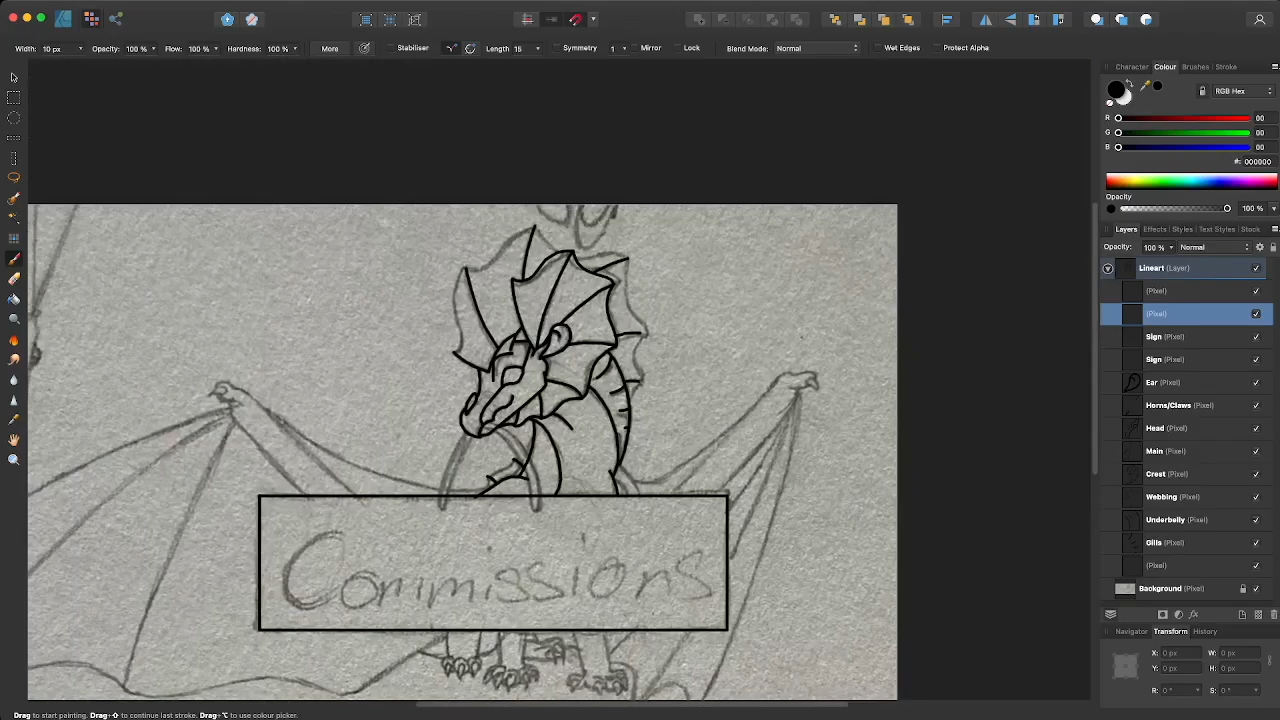 Width: 10 px Opacity: 100 % Flow: 100 % Hardness: 100 % More Stabiliser Length 15 Symmetry 1 Mirror Lock Blend Mode: Normal Wet Edges Protect Alpha
Character Colour Brushes Stroke
RGB Hex
R 00
G 00
B 00
#: 000000
Opacity
100 %
Layers Effects Styles Text Styles Stock
Opacity: 100 % Normal
Lineart (Layer)
(Pixel)
(Pixel)
Sign (Pixel)
Sign (Pixel)
Ear (Pixel)
Horns/Claws (Pixel)
Head (Pixel)
Main (Pixel)
Crest (Pixel)
Webbing (Pixel)
Underbelly (Pixel)
Gills (Pixel)
(Pixel)
Background (Pixel)
Navigator Transform History
X: 0 px W: 0 px
Y: 0 px H: 0 px
R: 0 ° S: 0 °
Commissions
Drag to start painting. Drag+⇧ to continue last stroke. Drag+⌥ to use colour picker.